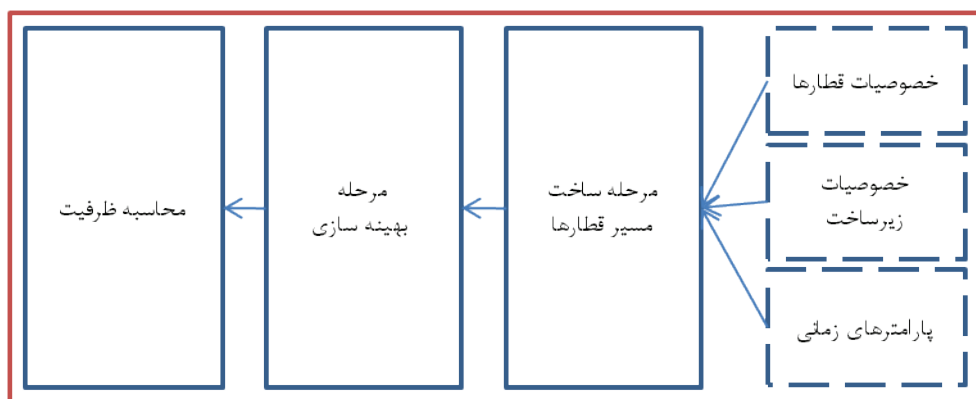 خصوصیات قطارها
خصوصیات
زیرساخت
پارامترهای زمانی
مرحله ساخت
مسیر قطارها
مرحله
بهینه سازی
محاسبه ظرفیت